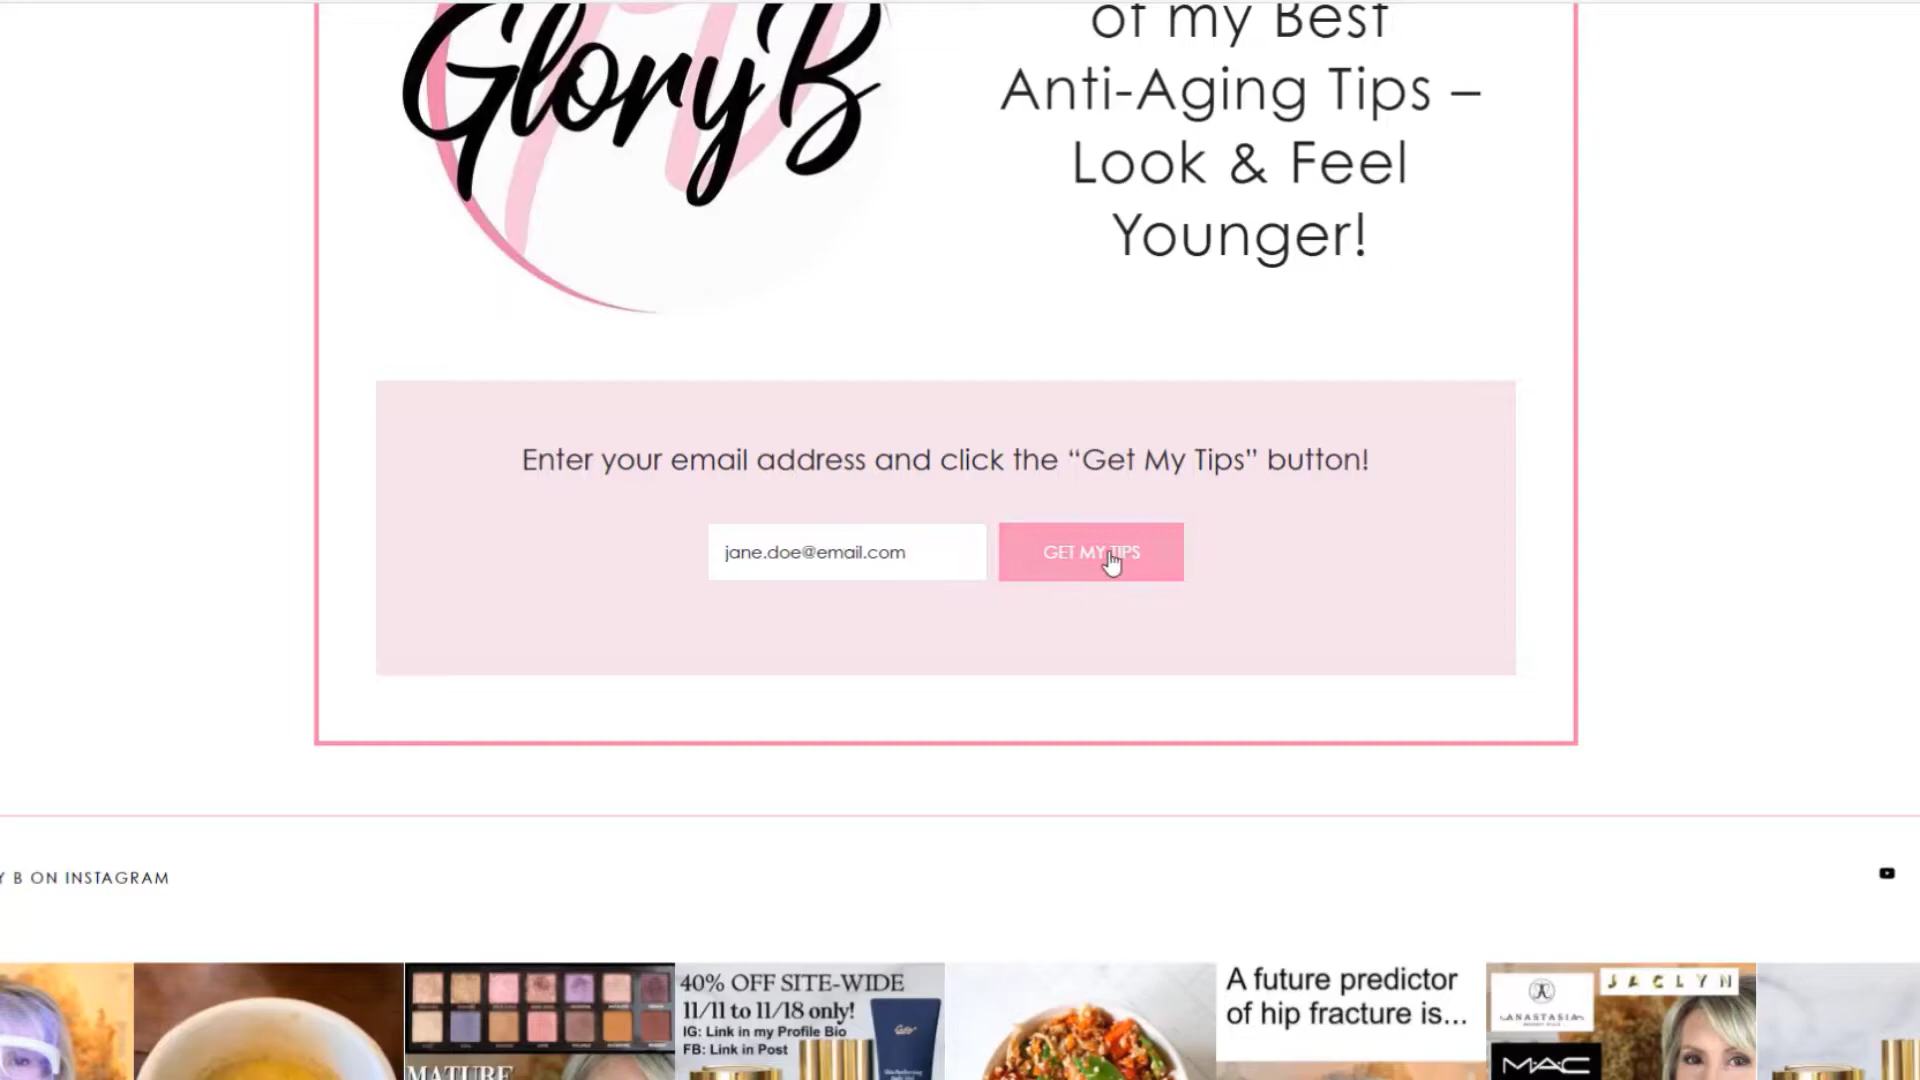 GloryB
of my Best
Anti-Aging Tips –
Look & Feel
Younger!
Enter your email address and click the “Get My Tips” button!
jane.doe@email.com
GET MY TIPS
Y B ON INSTAGRAM
MATURE
40% OFF SITE-WIDE
11/11 to 11/18 only!
IG: Link in my Profile Bio
FB: Link in Post
A future predictor
of hip fracture is...
JACLYN
ANASTASIA
MAC